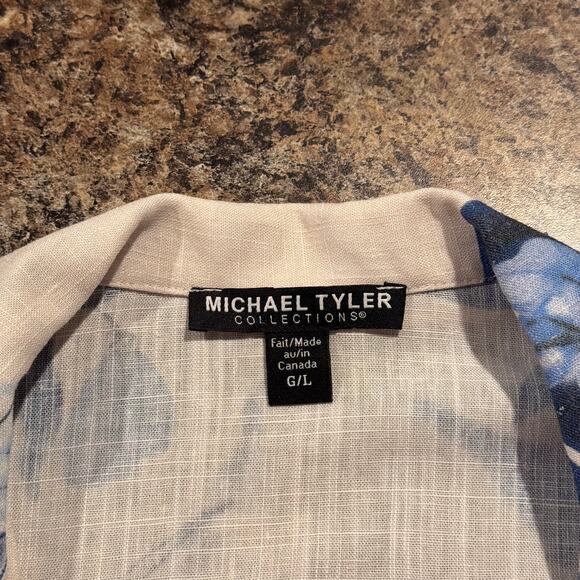 MICHAEL TYLER
COLLECTIONS®
Fait/Made
au/in
Canada
G/L